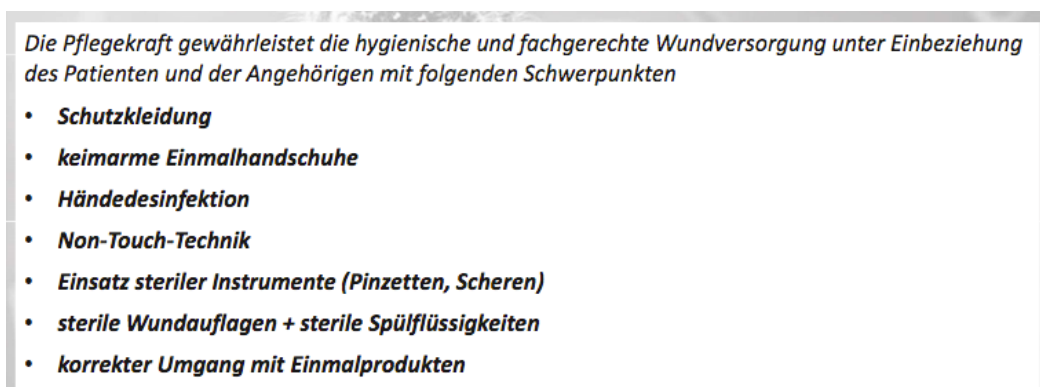 Die Pflegekraft gewährleistet die hygienische und fachgerechte Wundversorgung unter Einbeziehung
des Patienten und der Angehörigen mit folgenden Schwerpunkten
• Schutzkleidung
• keimarme Einmalhandschuhe
• Händedesinfektion
• Non-Touch-Technik
• Einsatz steriler Instrumente (Pinzetten, Scheren)
• sterile Wundauflagen + sterile Spülflüssigkeiten
• korrekter Umgang mit Einmalprodukten